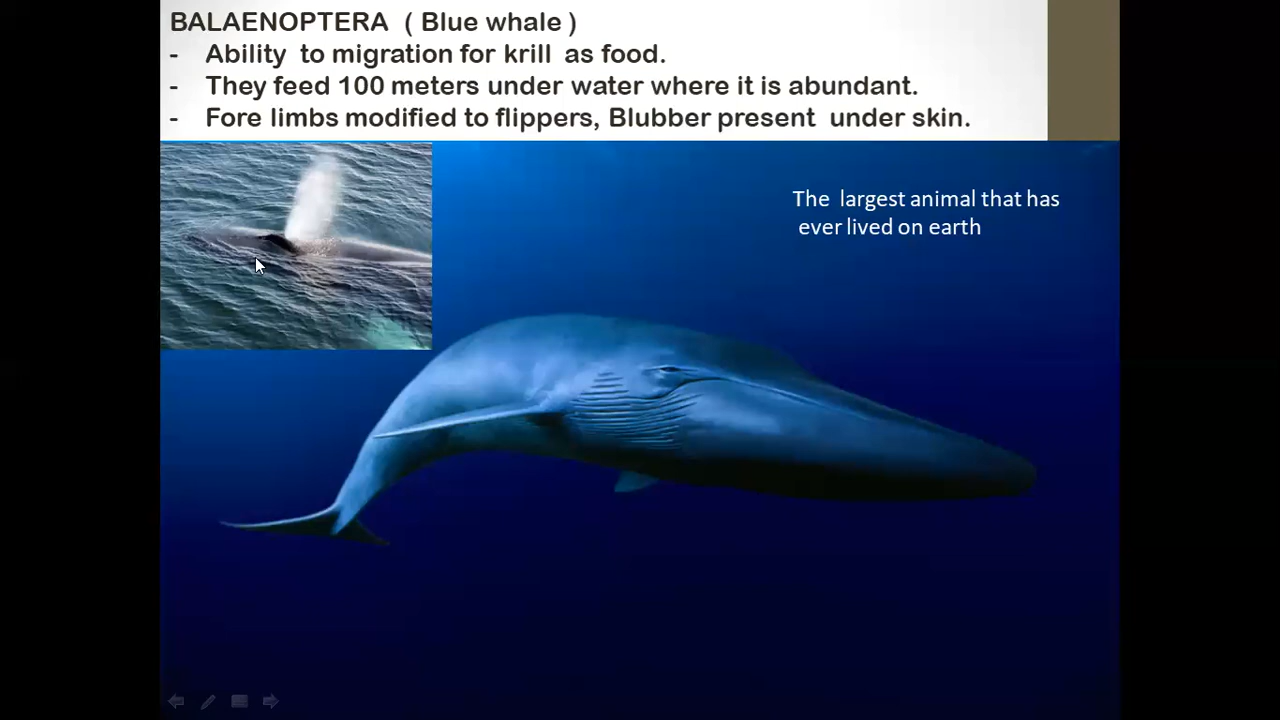 BALAENOPTERA ( Blue whale )
- Ability to migration for krill as food.
- They feed 100 meters under water where it is abundant.
- Fore limbs modified to flippers, Blubber present under skin.
The largest animal that has
ever lived on earth